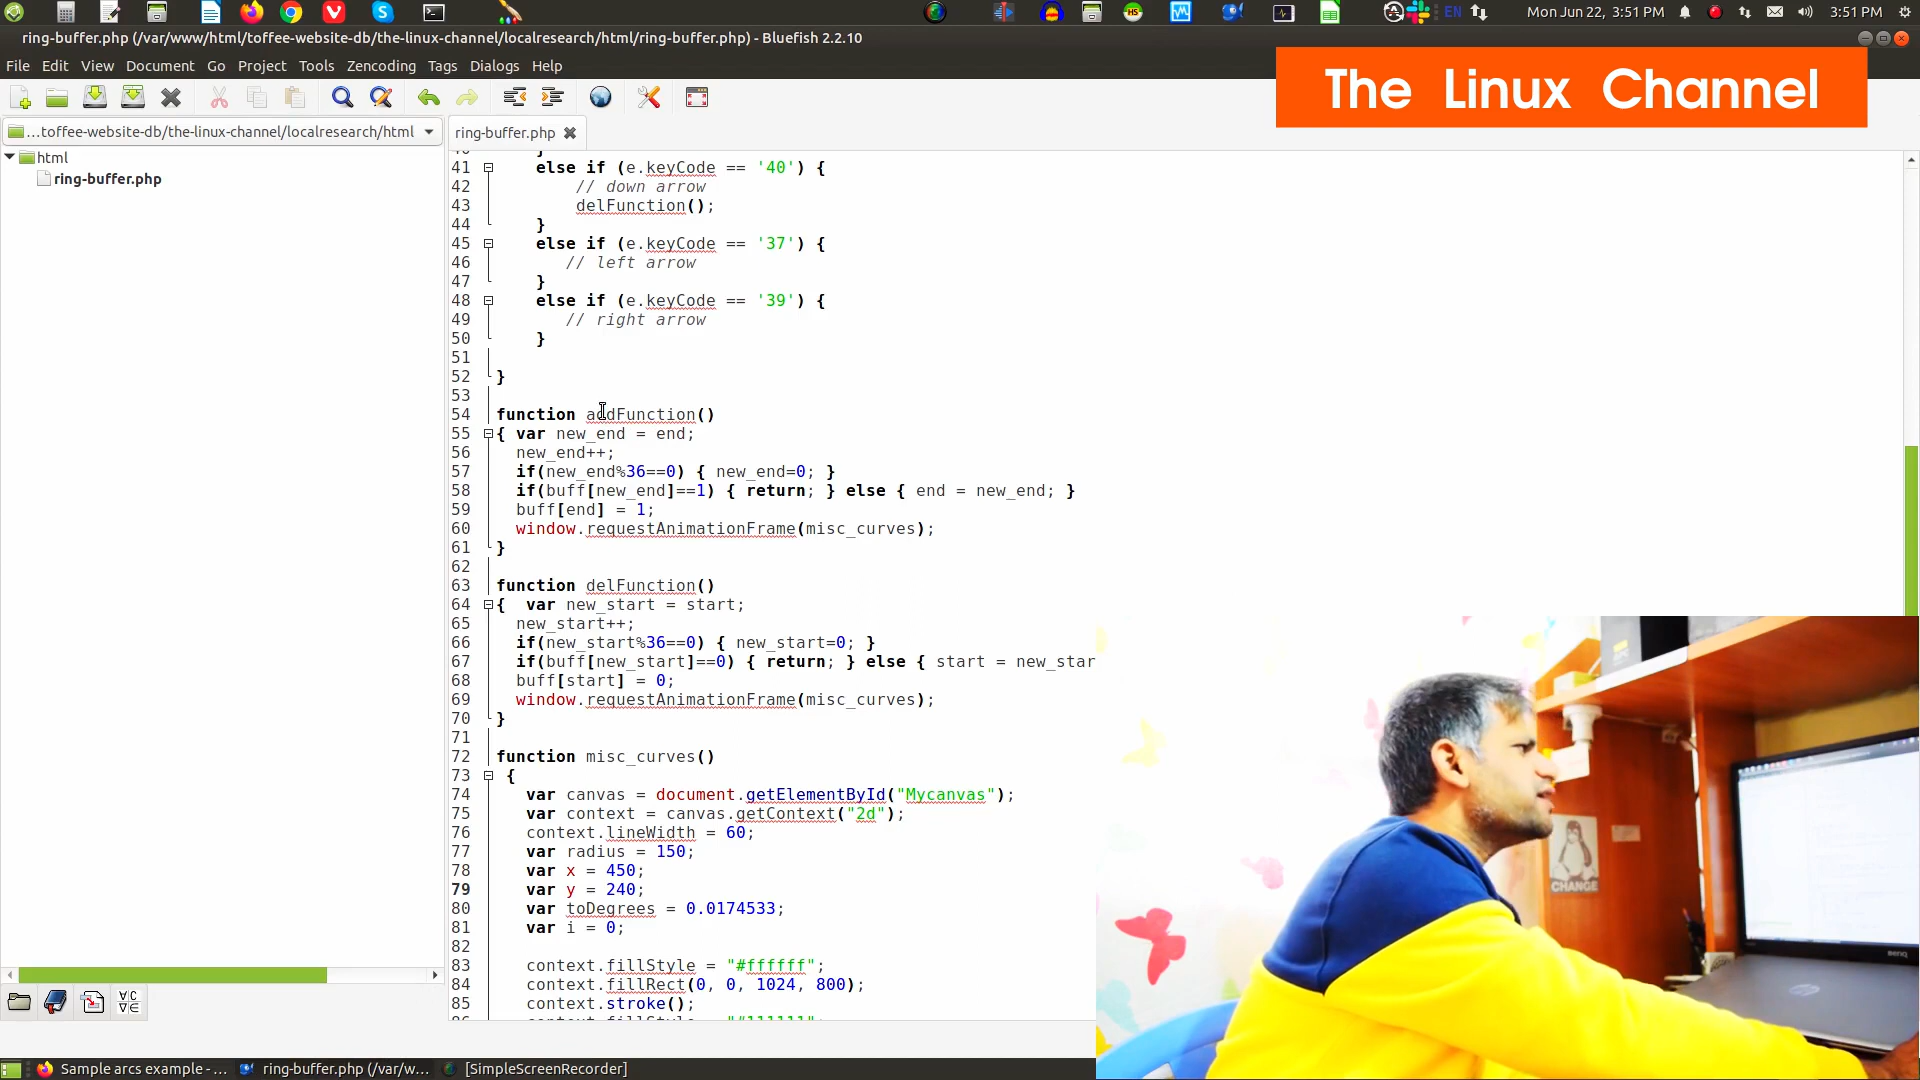 Mon Jun 22, 3:51 PM
EN
3:51 PM
ring-buffer.php (/var/www/html/toffee-website-db/the-linux-channel/localresearch/html/ring-buffer.php) - Bluefish 2.2.10
File Edit View Document Go Project Tools Zencoding Tags Dialogs Help
The Linux Channel
...toffee-website-db/the-linux-channel/localresearch/html
ring-buffer.php
html
ring-buffer.php
41 else if (e.keyCode == '40') {
42 // down arrow
43 delFunction();
44 }
45 else if (e.keyCode == '37') {
46 // left arrow
47 }
48 else if (e.keyCode == '39') {
49 // right arrow
50 }
51
52 }
53
54 function addFunction()
55 { var new_end = end;
56 new_end++;
57 if(new_end%36==0) { new_end=0; }
58 if(buff[new_end]==1) { return; } else { end = new_end; }
59 buff[end] = 1;
60 window.requestAnimationFrame(misc_curves);
61 }
62
63 function delFunction()
64 { var new_start = start;
65 new_start++;
66 if(new_start%36==0) { new_start=0; }
67 if(buff[new_start]==0) { return; } else { start = new_star
68 buff[start] = 0;
69 window.requestAnimationFrame(misc_curves);
70 }
71
72 function misc_curves()
73 {
74 var canvas = document.getElementById("Mycanvas");
75 var context = canvas.getContext("2d");
76 context.lineWidth = 60;
77 var radius = 150;
78 var x = 450;
79 var y = 240;
80 var toDegrees = 0.0174533;
81 var i = 0;
82
83 context.fillStyle = "#ffffff";
84 context.fillRect(0, 0, 1024, 800);
85 context.stroke();
CHANGE
benq
Sample arcs example - ...
ring-buffer.php (/var/w...
[SimpleScreenRecorder]